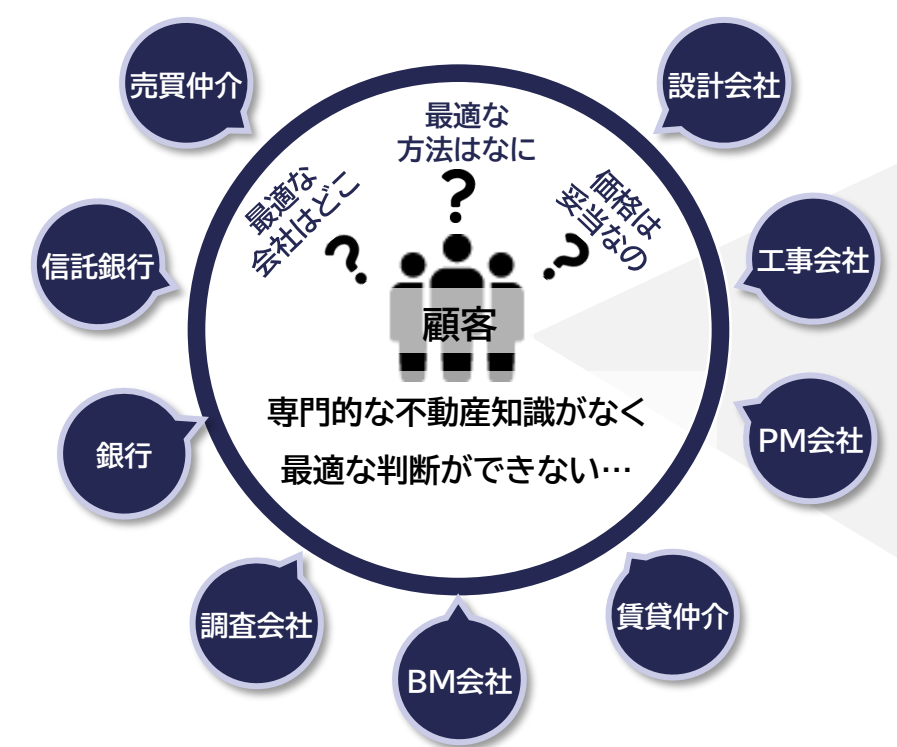 売買仲介
設計会社
最適な
方法はなに
?
最適な
会社はどこ
?
価格は
妥当なの
?
信託銀行
工事会社
顧客
専門的な不動産知識がなく
最適な判断ができない…
銀行
PM会社
調査会社
賃貸仲介
BM会社